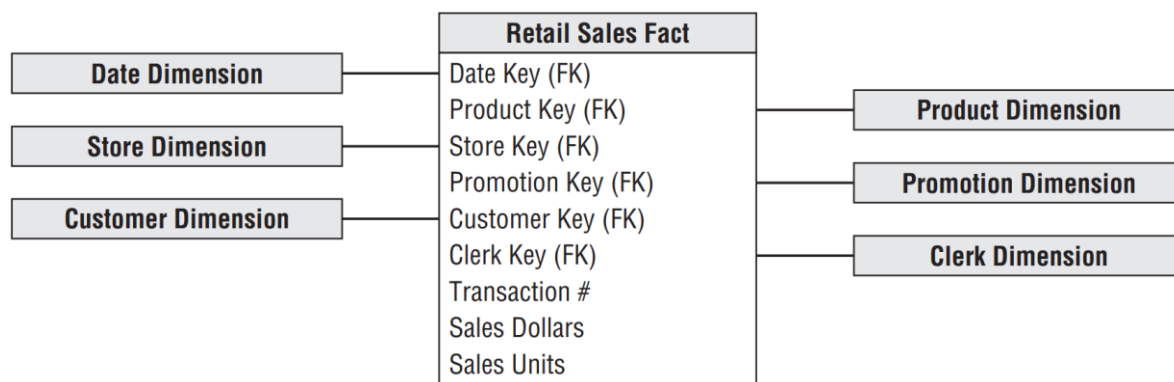 Retail Sales Fact
Date Key (FK)
Product Key (FK)
Store Key (FK)
Promotion Key (FK)
Customer Key (FK)
Clerk Key (FK)
Transaction #
Sales Dollars
Sales Units
Date Dimension
Store Dimension
Customer Dimension
Product Dimension
Promotion Dimension
Clerk Dimension